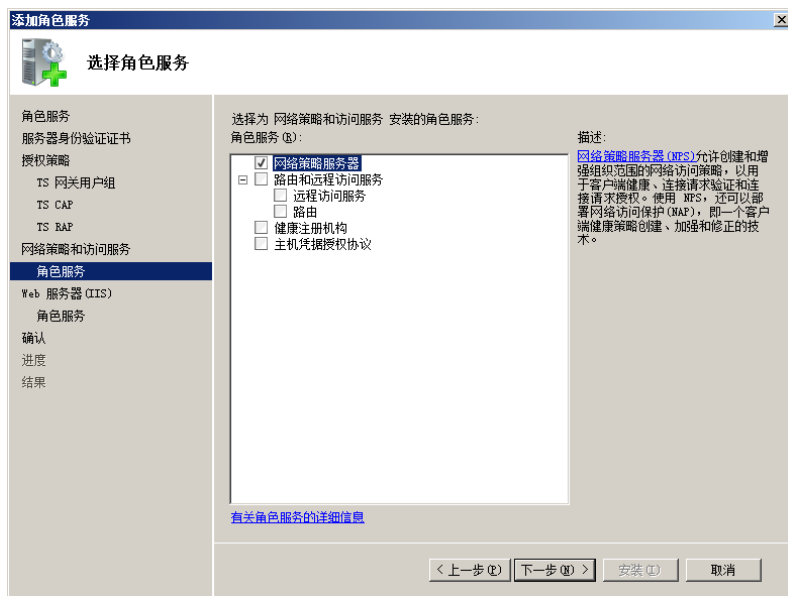 添加角色服务
选择角色服务
角色服务
服务器身份验证证书
授权策略
TS 网关用户组
TS CAP
TS RAP
网络策略和访问服务
角色服务
Web 服务器(IIS)
角色服务
确认
进度
结果
选择为 网络策略和访问服务 安装的角色服务:
角色服务(R):
网络策略服务器
路由和远程访问服务
远程访问服务
路由
健康注册机构
主机凭据授权协议
有关角色服务的详细信息
描述:
网络策略服务器(NPS)允许创建和增
强组织范围的网络访问策略，以用
于客户端健康、连接请求验证和连
接请求授权。使用 NPS，还可以部
署网络访问保护(NAP)，即一个客户
端健康策略创建、加强和修正的技
术。
< 上一步(P)
下一步(N) >
安装(I)
取消